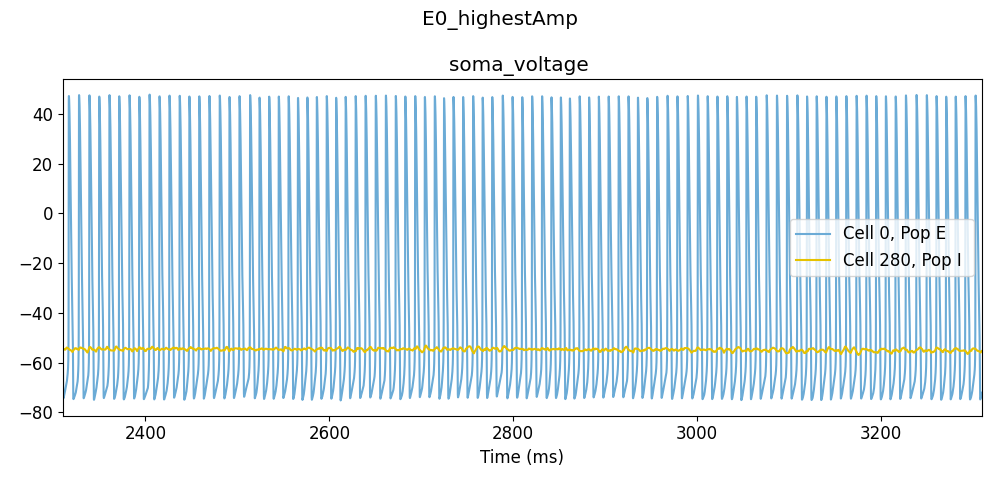 E0_highestAmp
soma_voltage
40
20
0
−20
−40
−60
−80
Cell 0, Pop E
Cell 280, Pop I
2400 2600 2800 3000 3200
Time (ms)